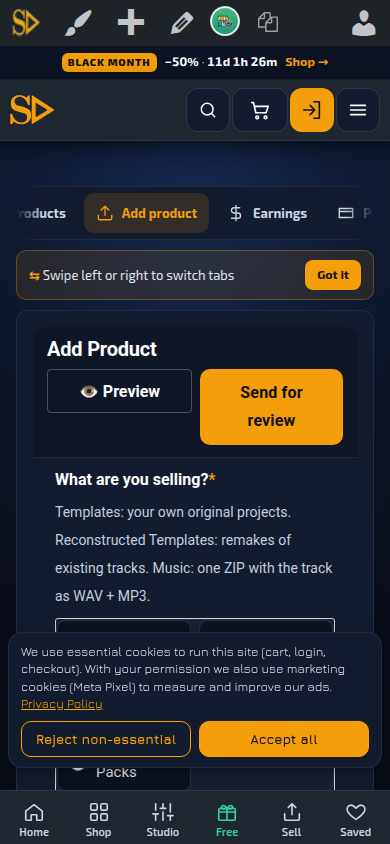 BLACK MONTH −50% · 11d 1h 26m Shop →
roducts Add product Earnings P
⇆ Swipe left or right to switch tabs Got it
Add Product
Preview
Send for
review
What are you selling?*
Templates: your own original projects.
Reconstructed Templates: remakes of
existing tracks. Music: one ZIP with the track
as WAV + MP3.
We use essential cookies to run this site (cart, login,
checkout). With your permission we also use marketing
cookies (Meta Pixel) to measure and improve our ads.
Privacy Policy
Reject non-essential Accept all
Packs
Home Shop Studio Free Sell Saved